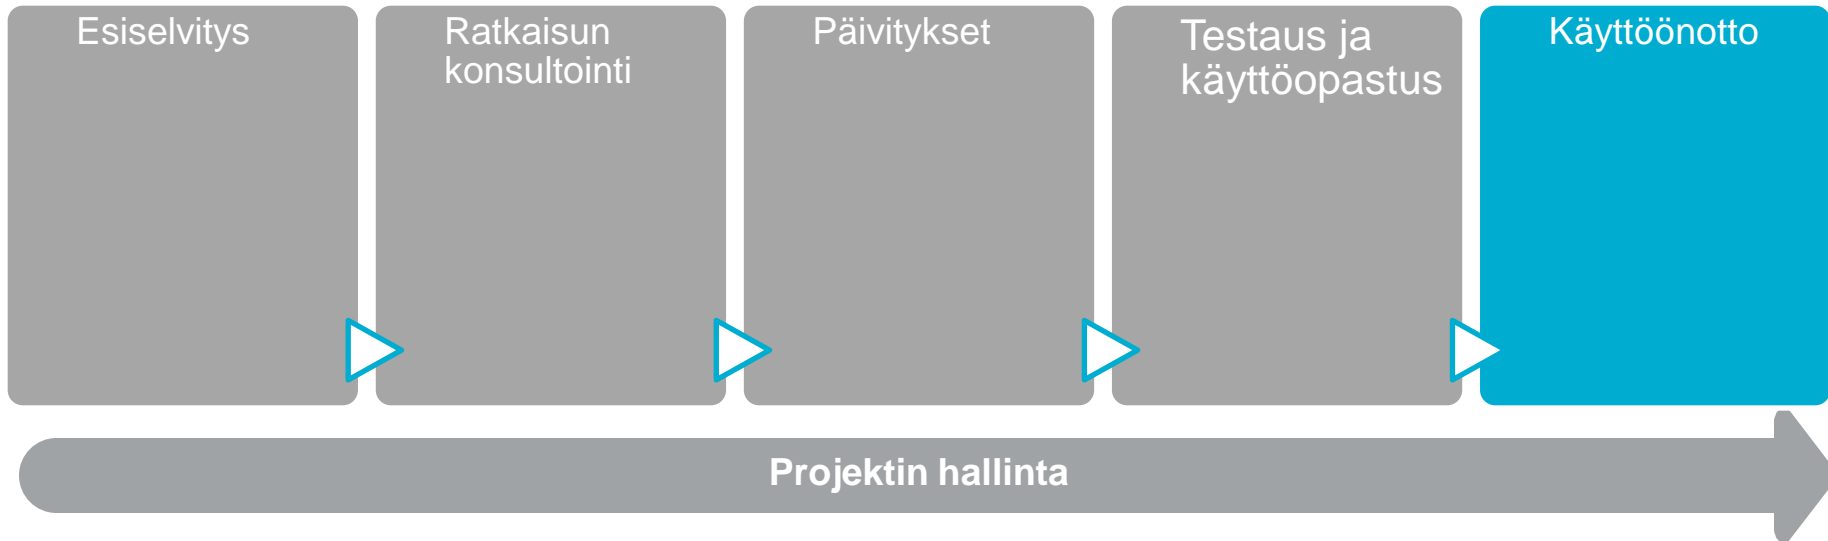 Esiselvitys
Ratkaisun
konsultointi
Päivitykset
Testaus ja
käyttöopastus
Käyttöönotto
Projektin hallinta